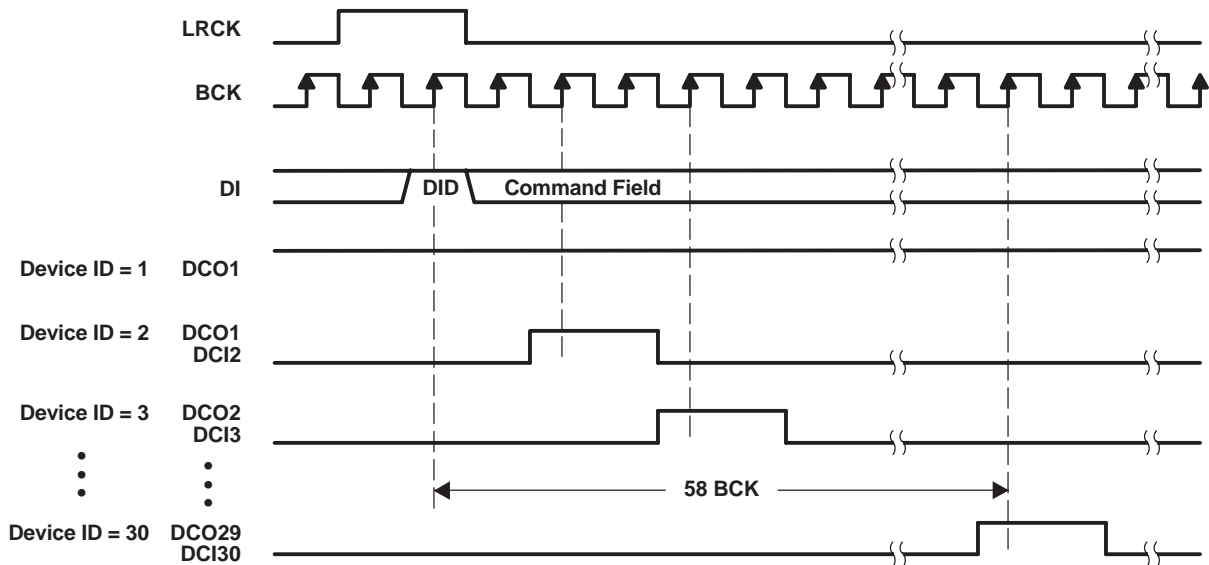 LRCK
BCK
DI
DID
Command Field
Device ID = 1 DCO1
Device ID = 2 DCO1
DCI2
Device ID = 3 DCO2
DCI3
58 BCK
Device ID = 30 DCO29
DCI30